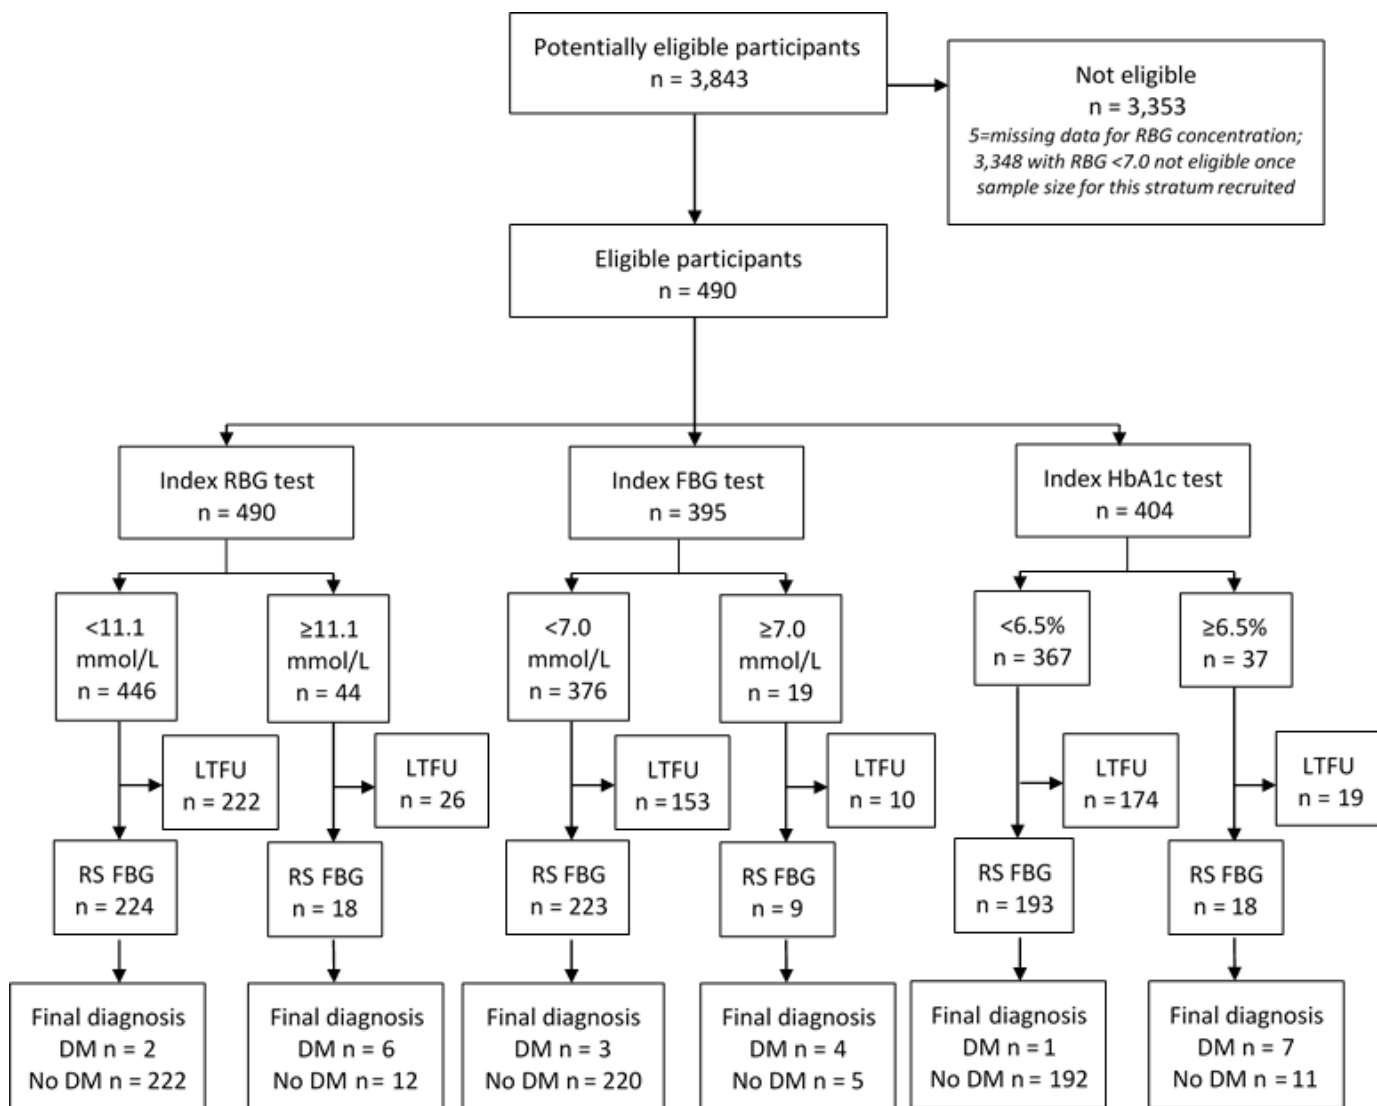 Potentially eligible participants
n = 3,843
Not eligible
n = 3,353
5=missing data for RBG concentration;
3,348 with RBG <7.0 not eligible once
sample size for this stratum recruited
Eligible participants
n = 490
Index RBG test
n = 490
Index FBG test
n = 395
Index HbA1c test
n = 404
<11.1
mmol/L
n = 446
≥11.1
mmol/L
n = 44
<7.0
mmol/L
n = 376
≥7.0
mmol/L
n = 19
<6.5%
n = 367
≥6.5%
n = 37
LTFU
n = 222
LTFU
n = 26
LTFU
n = 153
LTFU
n = 10
LTFU
n = 174
LTFU
n = 19
RS FBG
n = 224
RS FBG
n = 18
RS FBG
n = 223
RS FBG
n = 9
RS FBG
n = 193
RS FBG
n = 18
Final diagnosis
DM n = 2
No DM n = 222
Final diagnosis
DM n = 6
No DM n = 12
Final diagnosis
DM n = 3
No DM n = 220
Final diagnosis
DM n = 4
No DM n = 5
Final diagnosis
DM n = 1
No DM n = 192
Final diagnosis
DM n = 7
No DM n = 11